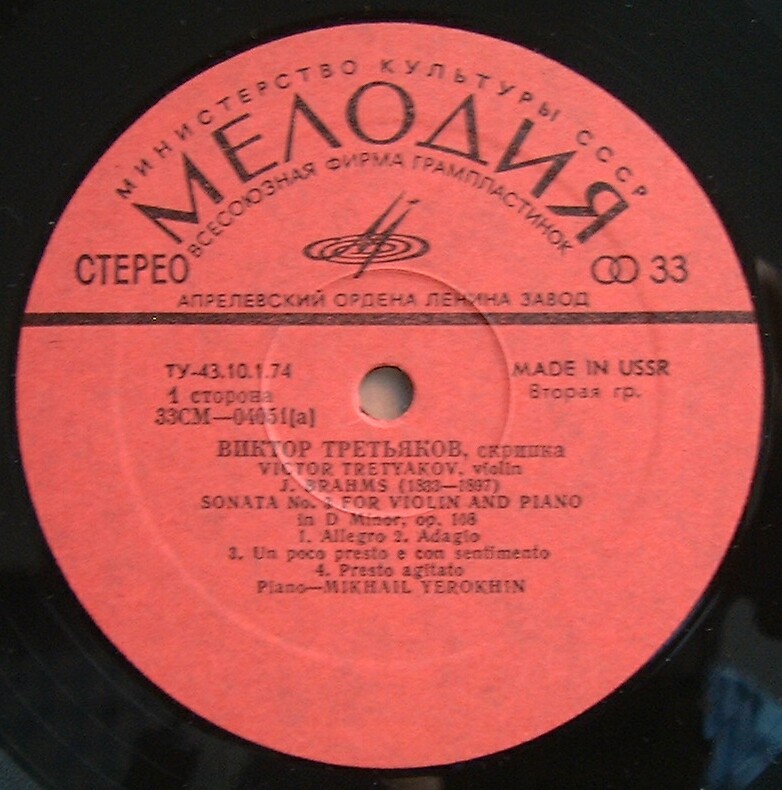 МИНИСТЕРСТВО КУЛЬТУРЫ СССР
МЕЛОДИЯ
ВСЕСОЮЗНАЯ ФИРМА ГРАМПЛАСТИНОК
СТЕРЕО
33
АПРЕЛЕВСКИЙ ОРДЕНА ЛЕНИНА ЗАВОД
ТУ-43.10.1.74
MADE IN USSR
1 сторона
Вторая гр.
33СМ—04051(а)
ВИКТОР ТРЕТЬЯКОВ, скрипка
VICTOR TRETYAKOV, violin
J. BRAHMS (1833—1897)
SONATA No. 3 FOR VIOLIN AND PIANO
in D Minor, op. 108
1. Allegro 2. Adagio
3. Un poco presto e con sentimento
4. Presto agitato
Piano—MIKHAIL YEROKHIN